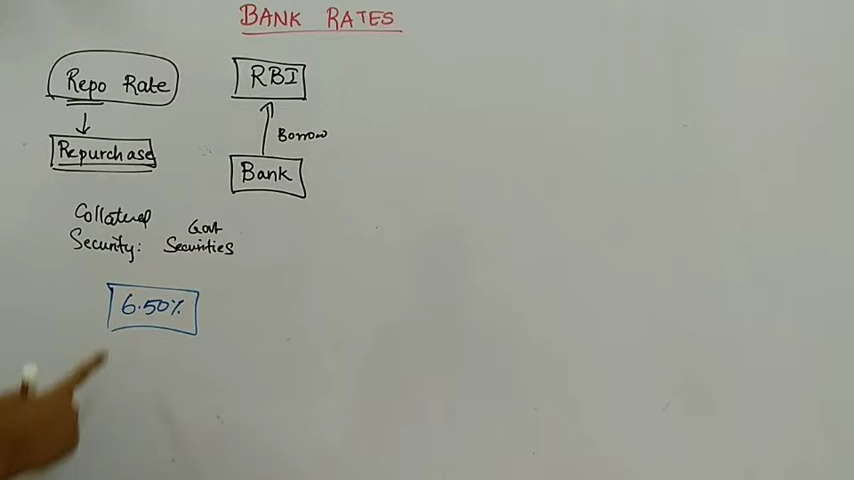 BANK RATES
Repo Rate
Repurchase
RBI
Borrow
Bank
Collateral
Security:
Govt
Securities
6.50%